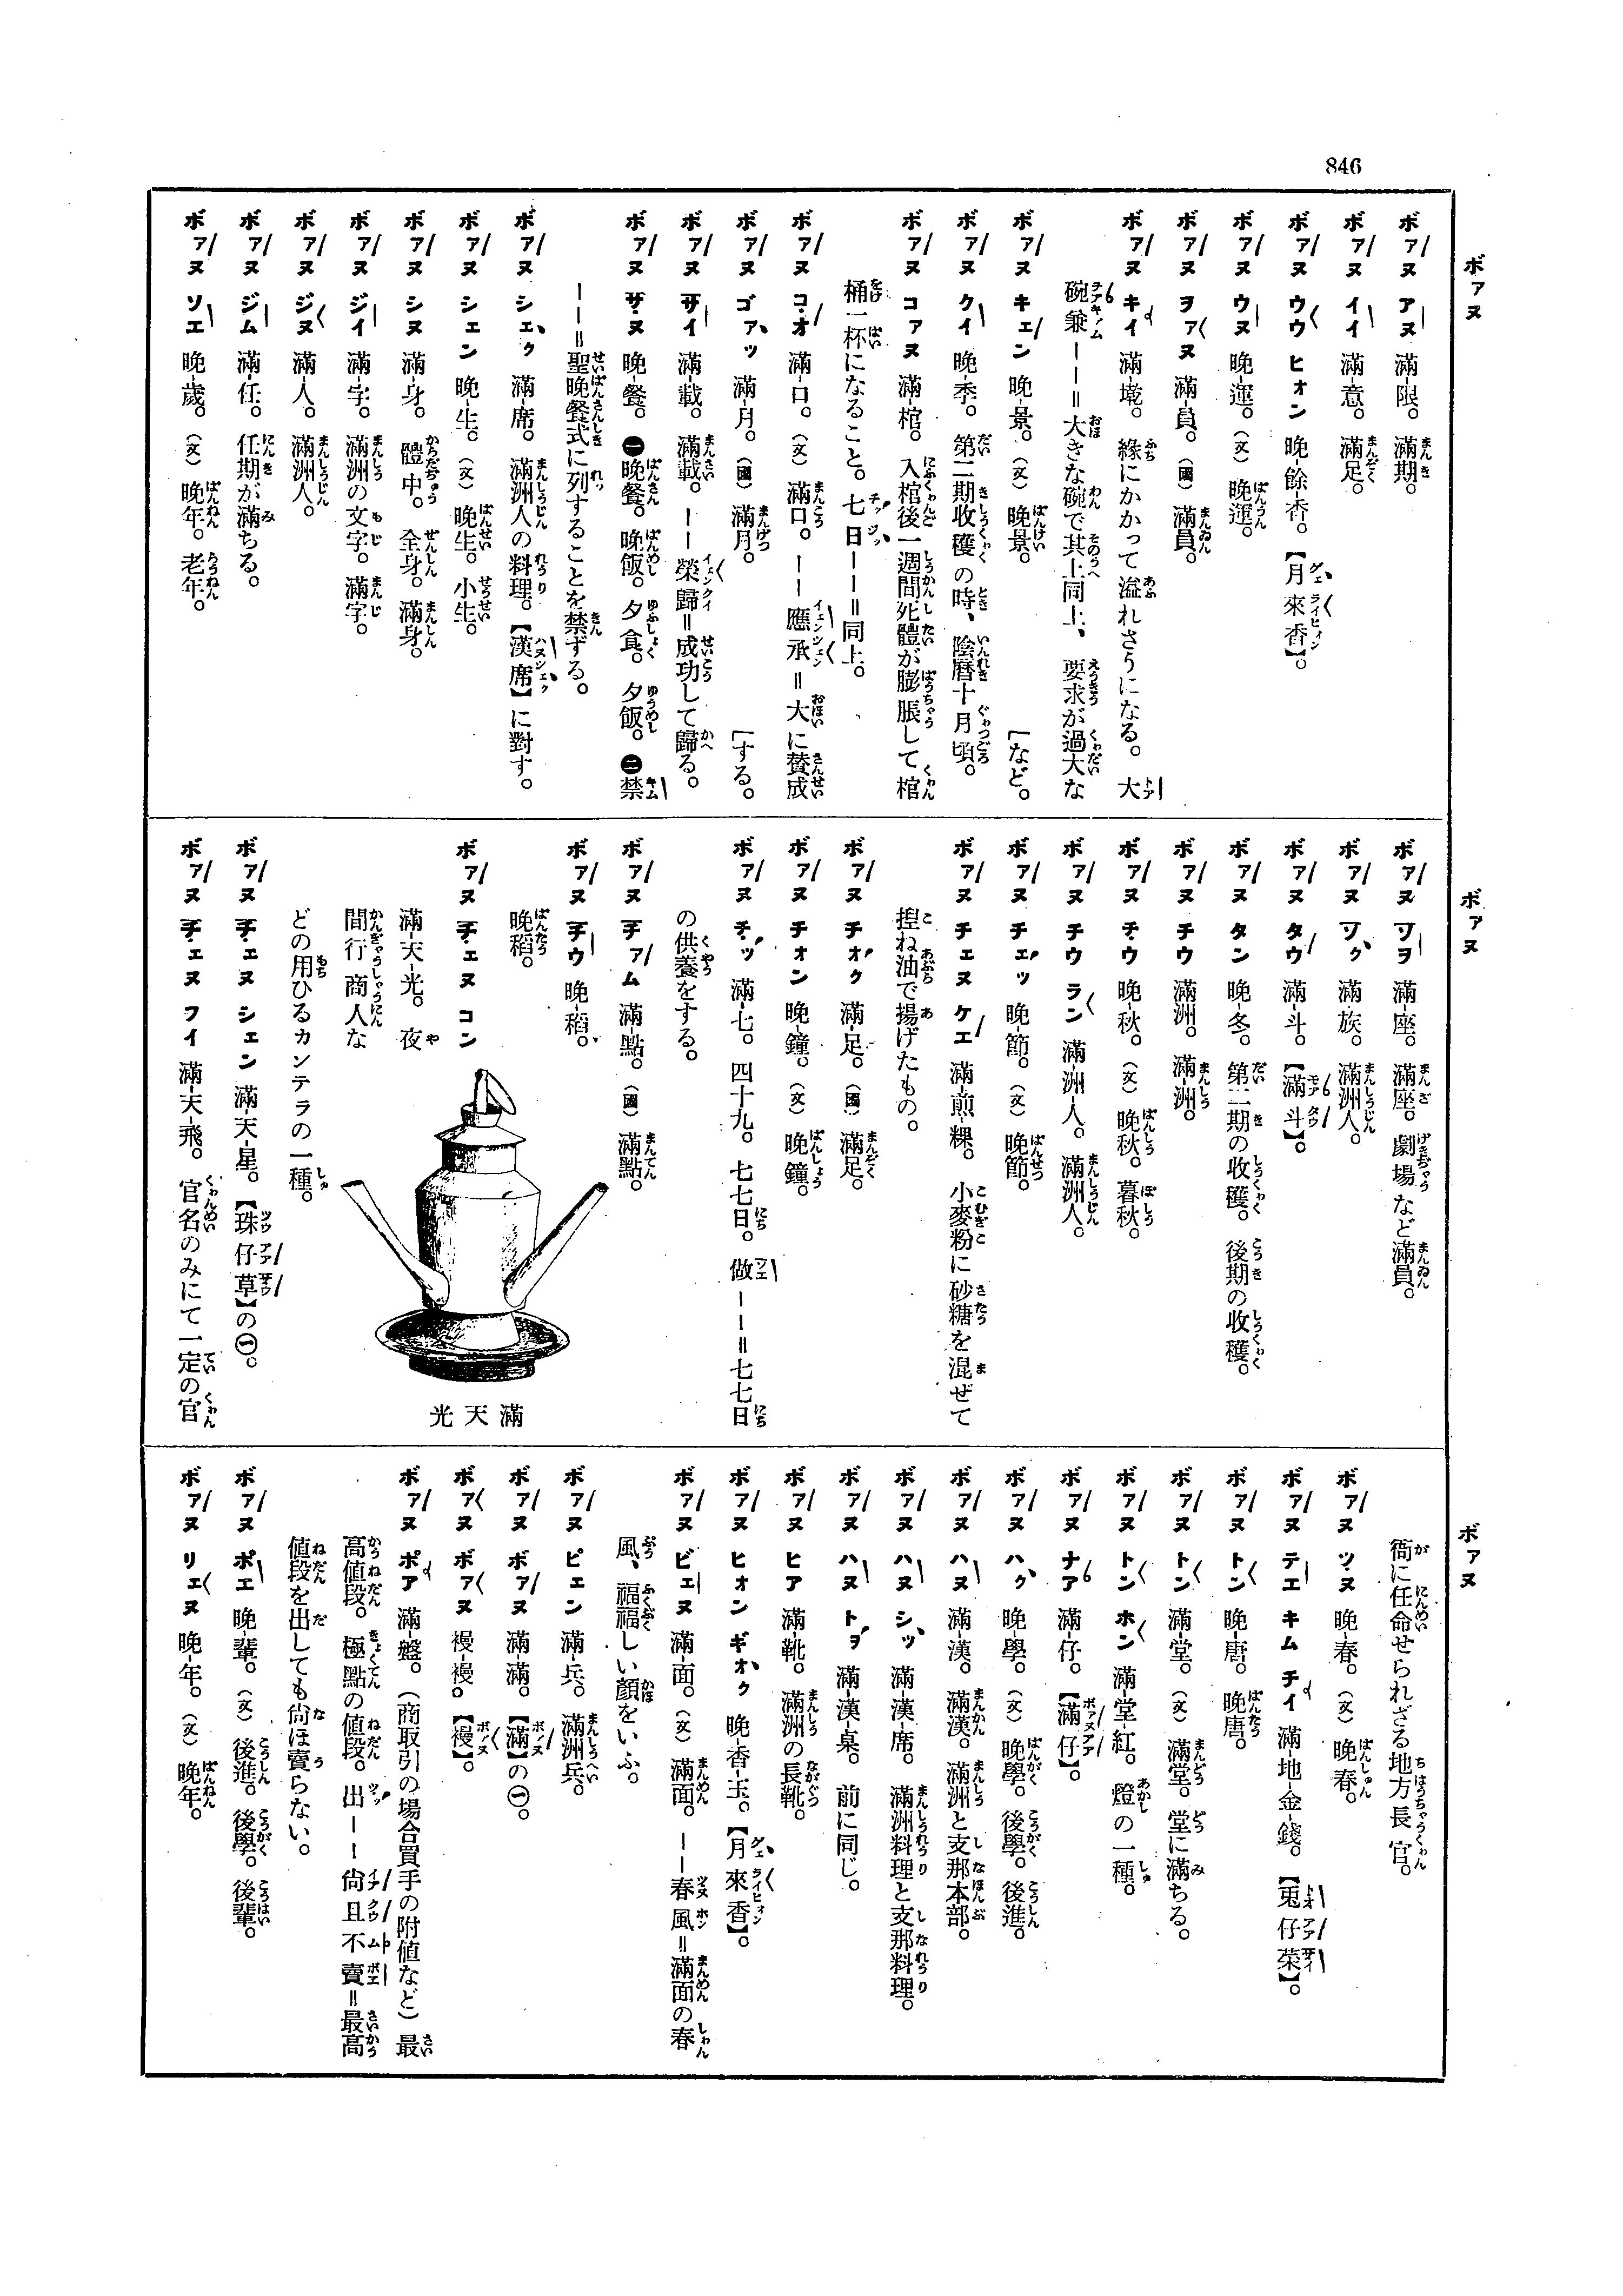 846
ボァヌ
ボァヌ アヌ 滿-限。 滿期。
ボァヌ イイ 滿-意。 滿足。
ボァヌ ウウ ヒォン 晩-餘-香。【月來香】。
ボァヌ ウヌ 晩-運。（文）晩運。
ボァヌ ヲァヌ 滿-員。（國）滿員。
ボァヌ キイ 滿-墘。 緣にかかって溢れさうになる。 大
碗𠢕－－＝大きな碗で其上同上、要求が過大な
ボァヌ キェン 晩-景。（文）晩景。 ［など。
ボァヌ クイ 晩-季。 第二期收穫の時、陰曆十月頃。
ボァヌ コァヌ 滿-棺。 入棺後一週間死體が膨脹して棺
桶一杯になること。七日－－＝同上。
ボァヌ コ・オ 滿-口。（文）滿口。－－應承＝大に贊成
ボァヌ ゴァッ 滿-月。（國）滿月。 ［する。
ボァヌ サイ 滿-載。 滿載。－－榮歸＝成功して歸る。
ボァヌ サ・ヌ 晩-餐。 ㊀晩餐。晩飯。夕食。夕飯。㊁禁
－－＝聖晩餐式に列することを禁ずる。
ボァヌ シェク 滿-席。 滿洲人の料理。【漢席】に對す。
ボァヌ シェン 晩-生。（文）晩生。小生。
ボァヌ シヌ 滿-身。 體中。全身。滿身。
ボァヌ ジイ 滿-字。 滿洲の文字。滿字。
ボァヌ ジヌ 滿-人。 滿洲人。
ボァヌ ジム 滿-任。 任期が滿ちる。
ボァヌ ソエ 晩-歲。（文）晩年。老年。
ボァヌ
ボァヌ ソヲ 滿-座。 滿座。劇場など滿員。
ボァヌ ソク 滿-族。 滿洲人。
ボァヌ タウ 滿-斗。【滿斗】。
ボァヌ タン 晩-冬。 第二期の收穫。後期の收穫。
ボァヌ チウ 滿-洲。 滿洲。
ボァヌ チ・ウ 晩-秋。（文）晩秋。暮秋。
ボァヌ チウ ラン 滿-洲-人。 滿洲人。
ボァヌ チェッ 晩-節。（文）晩節。
ボァヌ チェヌ ケエ 滿-煎-粿。 小麥粉に砂糖を混ぜて
揑ね油で揚げたもの。
ボァヌ チォク 滿-足。（國）滿足。
ボァヌ チォン 晩-鐘。（文）晩鐘。
ボァヌ チ・ッ 滿-七。 四十九。七七日。做－－＝七七日
の供養をする。
ボァヌ チァム 滿-點。（國）滿點。
ボァヌ チウ 晩-稻。
晩稻。
ボァヌ チ・ェヌ コン
滿-天-光。 夜
間行商人な
どの用ひるカンテラの一種。
滿天光
ボァヌ チ・ェヌ シェン 滿-天-星。【珠仔草】の㊀。
ボァヌ チ・ェヌ フイ 滿-天-飛。 官名のみにて一定の官
ボァヌ
衙に任命せられざる地方長官。
ボァヌ ツ・ヌ 晩-春。（文）晩春。
ボァヌ テエ キム チイ 滿-地-金-錢。【兎仔菜】。
ボァヌ トン 晩-唐。 晩唐。
ボァヌ トン 滿-堂。（文）滿堂。堂に滿ちる。
ボァヌ トン ホン 滿-堂-紅。 燈の一種。
ボァヌ ナア 滿-仔。【滿仔】。
ボァヌ ハ・ク 晩-學。（文）晩學。後學。後進。
ボァヌ ハヌ 滿-漢。 滿漢。滿洲と支那本部。
ボァヌ ハヌ シッ 滿-漢-席。 滿洲料理と支那料理。
ボァヌ ハヌ トヲ 滿-漢-桌。 前に同じ。
ボァヌ ヒア 滿-靴。 滿洲の長靴。
ボァヌ ヒォン ギォク 晩-香-玉。【月來香】。
ボァヌ ビェヌ 滿-面。（文）滿面。－－春風＝滿面の春
風、福福しい顏をいふ。
ボァヌ ピェン 滿-兵。 滿洲兵。
ボァヌ ボァヌ 滿-滿。【滿】の㊀。
ボァヌ ボァヌ 禐-禐。【禐】。
ボァヌ ポア 滿-盤。（商取引の場合買手の附値など）最
高値段。極點の値段。出－－尙且不賣＝最高
値段を出しても尙ほ賣らない。
ボァヌ ポエ 晩-輩。（文）後進。後學。後輩。
ボァヌ リェヌ 晩-年。（文）晩年。